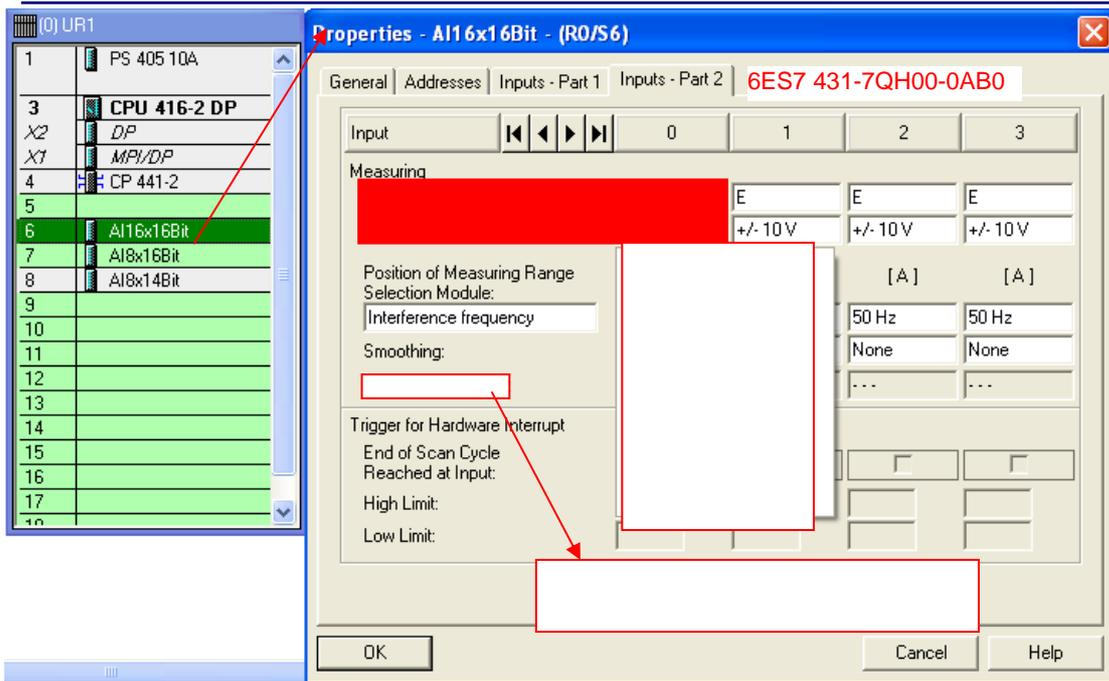 (0) UR1
1 PS 405 10A
3 CPU 416-2 DP
X2 DP
X1 MPI/DP
4 CP 441-2
5
6 AI16x16Bit
7 AI8x16Bit
8 AI8x14Bit
9
10
11
12
13
14
15
16
17
Properties - AI16x16Bit - (R0/S6)
General Addresses Inputs - Part 1 Inputs - Part 2 6ES7 431-7QH00-0AB0
Input 0 1 2 3
Measuring
E E E
+/- 10 V +/- 10 V +/- 10 V
Position of Measuring Range
Selection Module:
[ A ] [ A ]
Interference frequency 50 Hz 50 Hz
Smoothing: None None
--- ---
Trigger for Hardware Interrupt
End of Scan Cycle
Reached at Input:
High Limit:
Low Limit:
OK Cancel Help